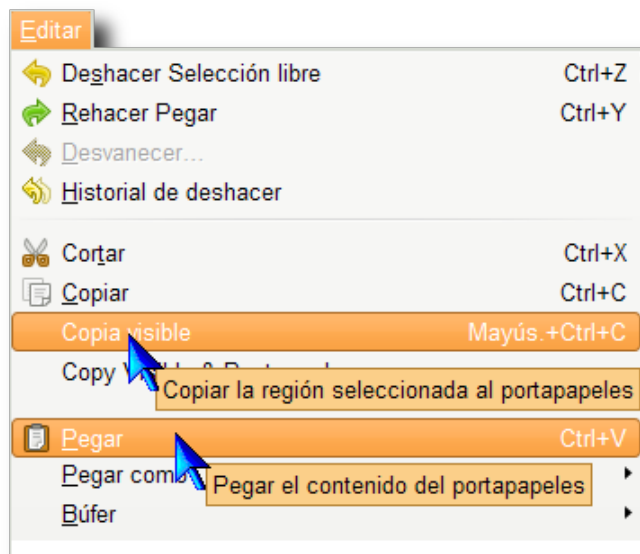 Editar
Deshacer Selección libre Ctrl+Z
Rehacer Pegar Ctrl+Y
Desvanecer...
Historial de deshacer
Cortar Ctrl+X
Copiar Ctrl+C
Copia visible Mayús.+Ctrl+C
Copy
Copiar la región seleccionada al portapapeles
Pegar Ctrl+V
Pegar como
Pegar el contenido del portapapeles
Búfer